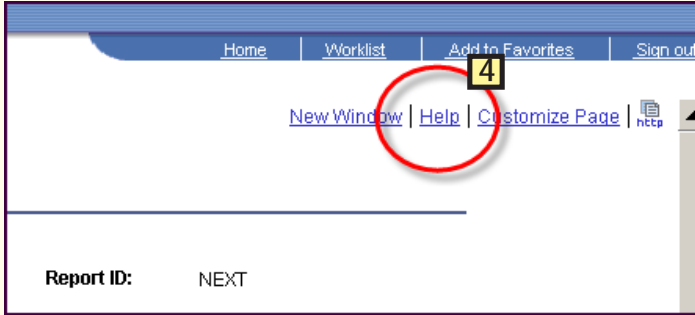 Home Worklist Add to Favorites Sign out
4
New Window | Help | Customize Page | http
Report ID: NEXT